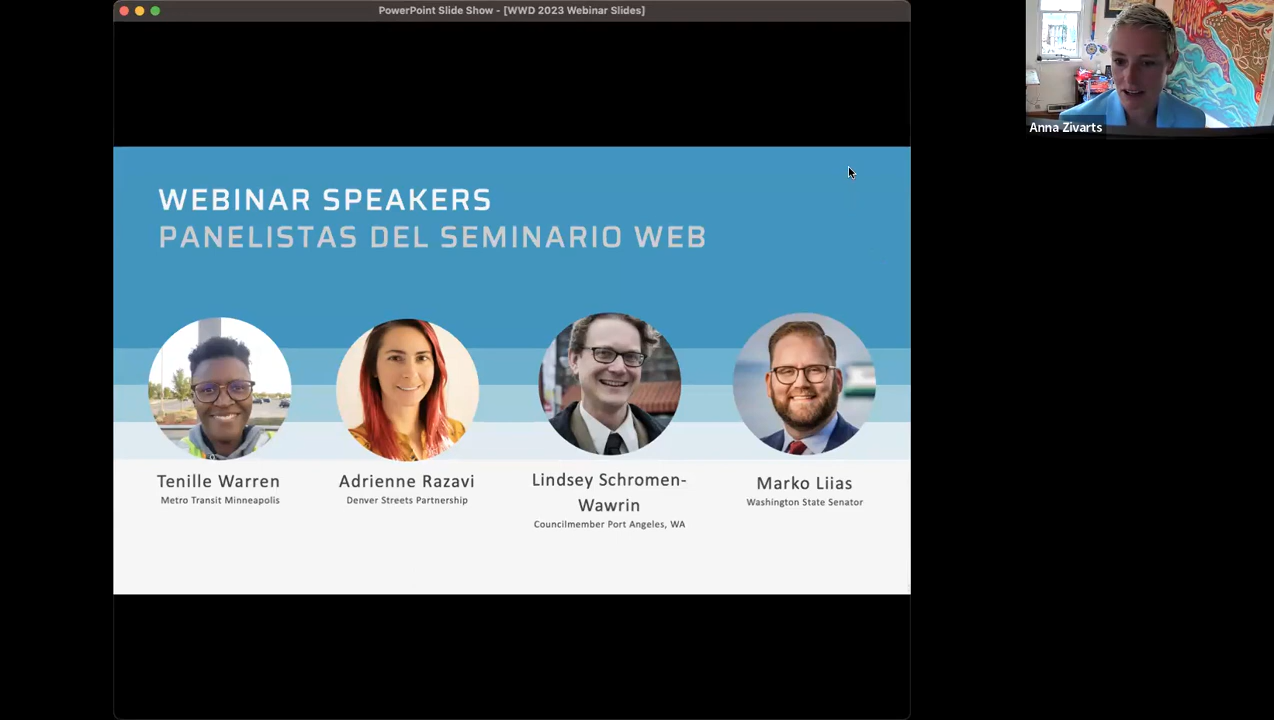 PowerPoint Slide Show - [WWD 2023 Webinar Slides]
Anna Zivarts
WEBINAR SPEAKERS
PANELISTAS DEL SEMINARIO WEB
Tenille Warren
Metro Transit Minneapolis
Adrienne Razavi
Denver Streets Partnership
Lindsey Schromen-
Wawrin
Councilmember Port Angeles, WA
Marko Liias
Washington State Senator